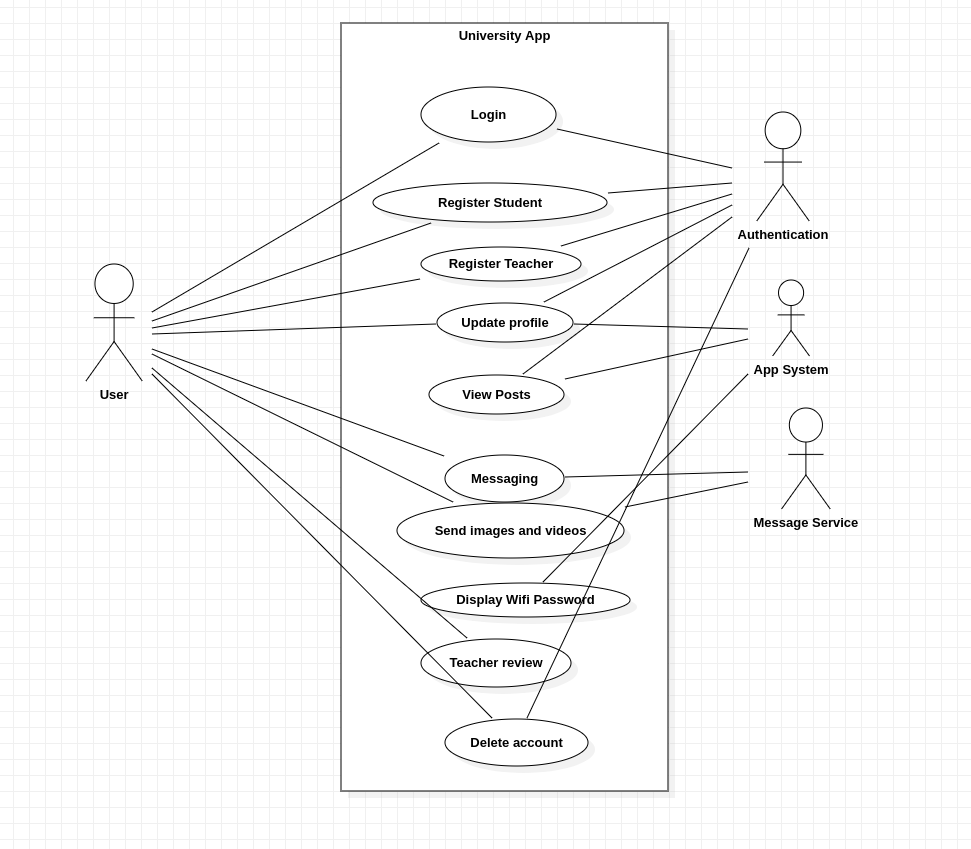 University App
Login
Register Student
Register Teacher
Update profile
View Posts
Messaging
Send images and videos
Display Wifi Password
Teacher review
Delete account
User
Authentication
App System
Message Service